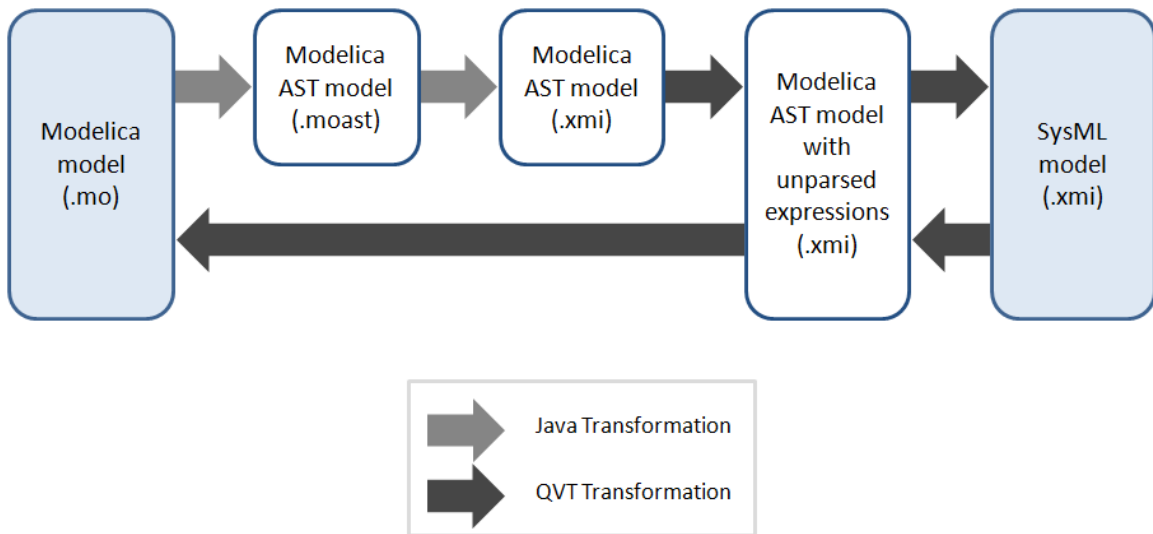 Modelica
model
(.mo)
Modelica
AST model
(.moast)
Modelica
AST model
(.xmi)
Modelica
AST model
with
unparsed
expressions
(.xmi)
SysML
model
(.xmi)
Java Transformation
QVT Transformation